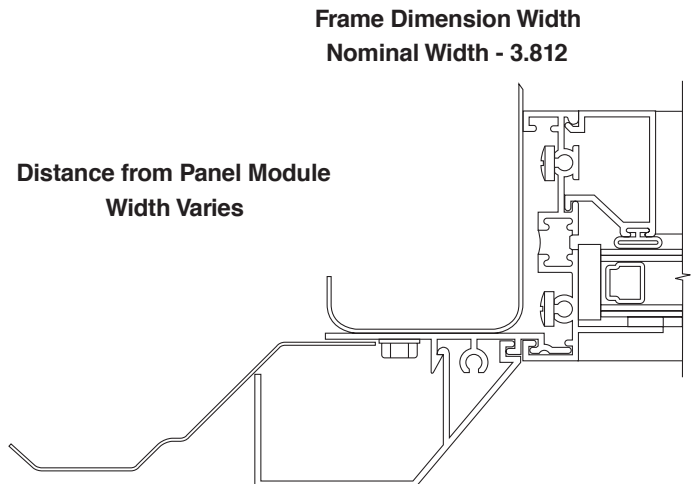 Frame Dimension Width
Nominal Width - 3.812
Distance from Panel Module
Width Varies